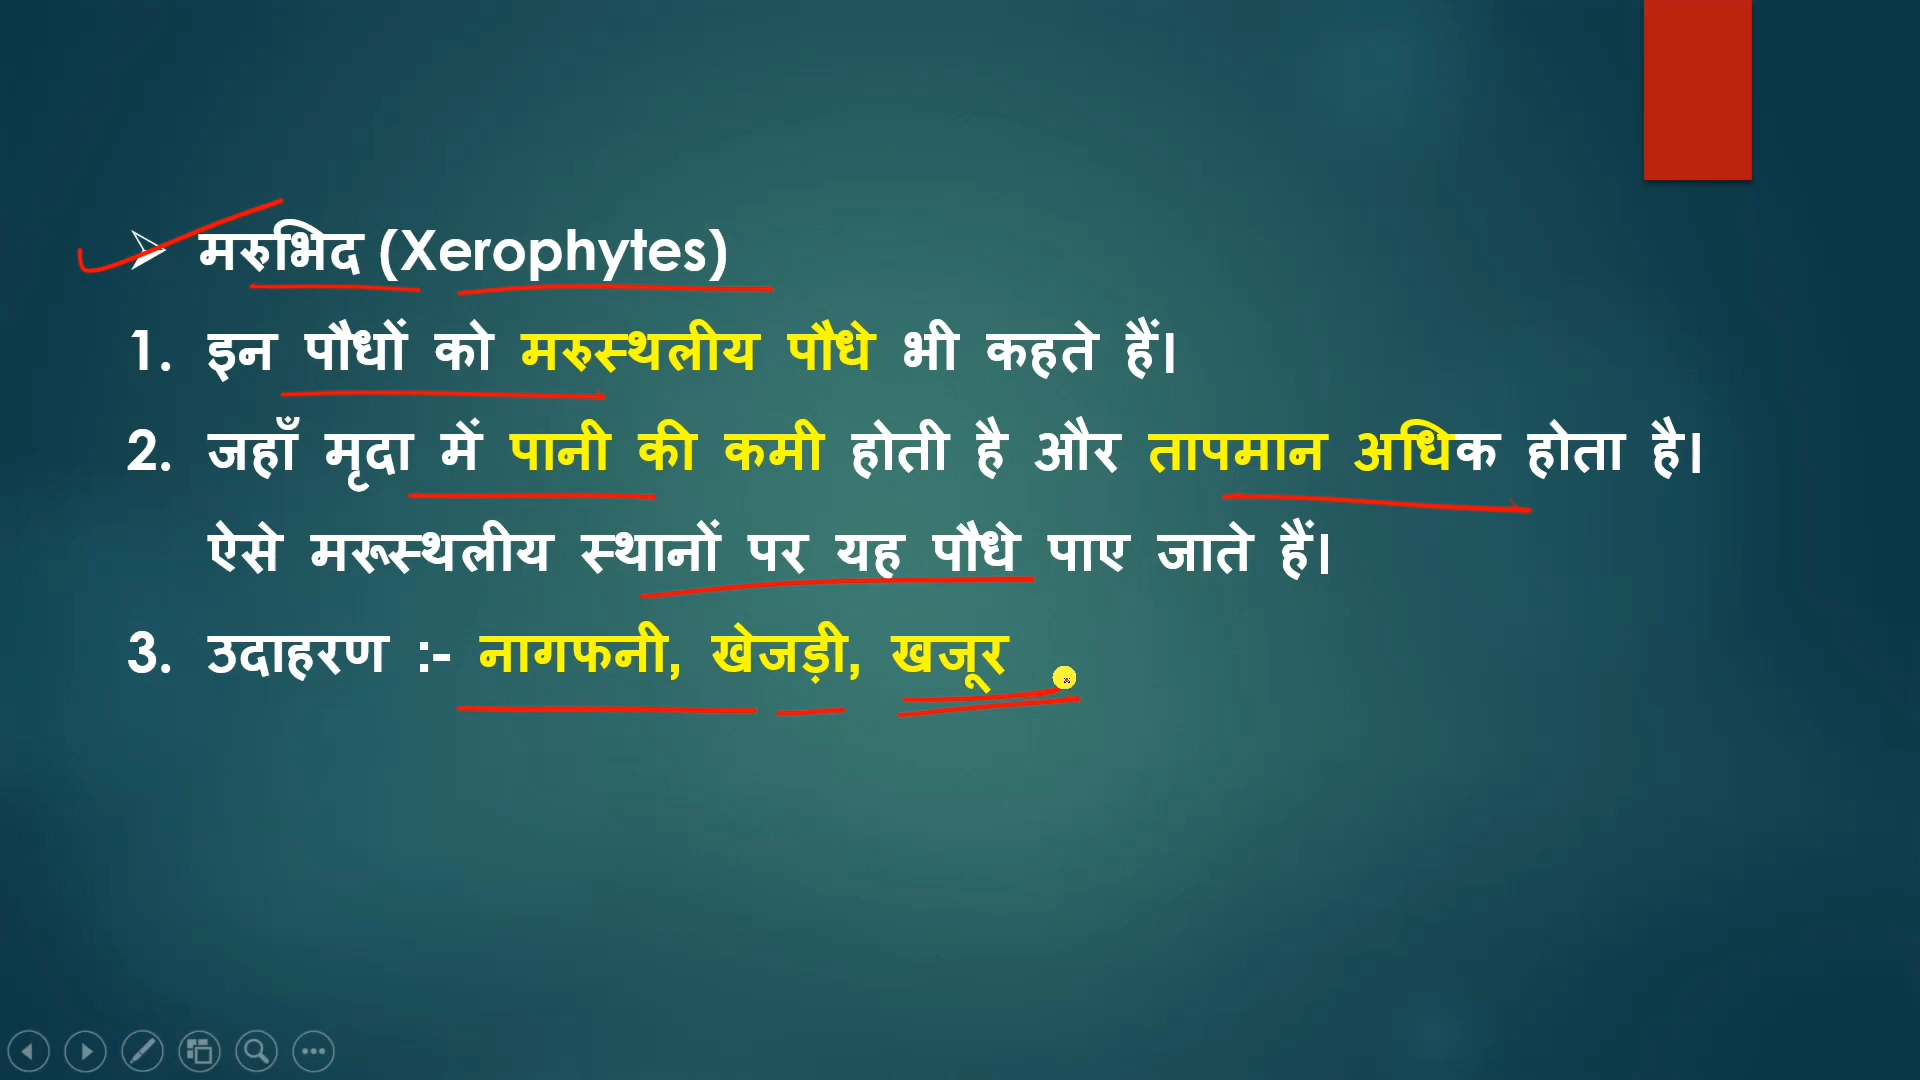 मरुभिद (Xerophytes)
1. इन पौधों को मरुस्थलीय पौधे भी कहते हैं।
2. जहाँ मृदा में पानी की कमी होती है और तापमान अधिक होता है।
ऐसे मरूस्थलीय स्थानों पर यह पौधे पाए जाते हैं।
3. उदाहरण :- नागफनी, खेजड़ी, खजूर